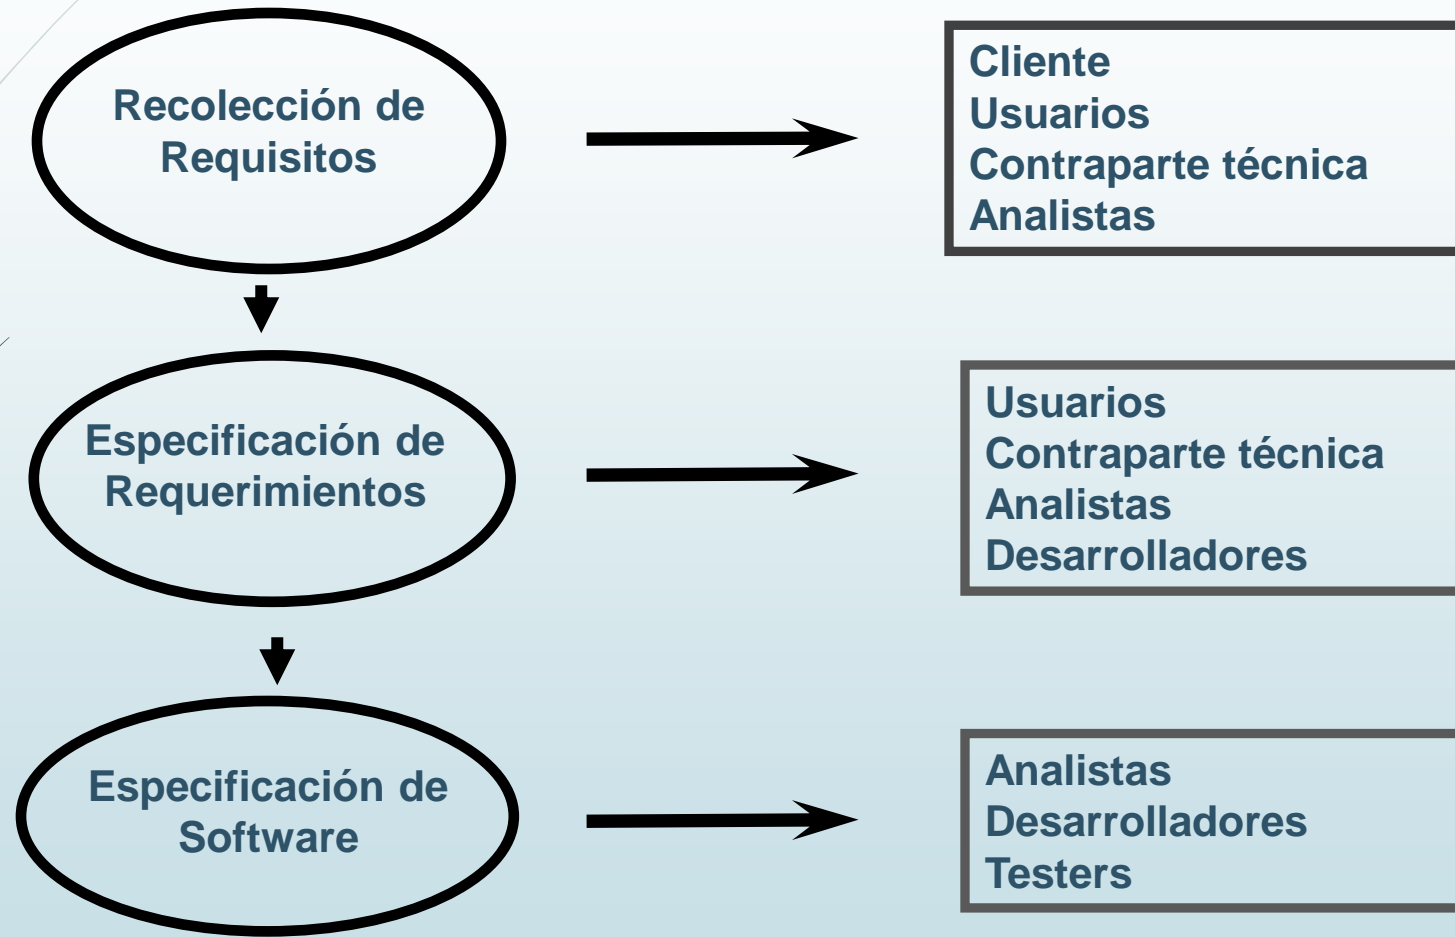 Recolección de
Requisitos
Cliente
Usuarios
Contraparte técnica
Analistas
Especificación de
Requerimientos
Usuarios
Contraparte técnica
Analistas
Desarrolladores
Especificación de
Software
Analistas
Desarrolladores
Testers